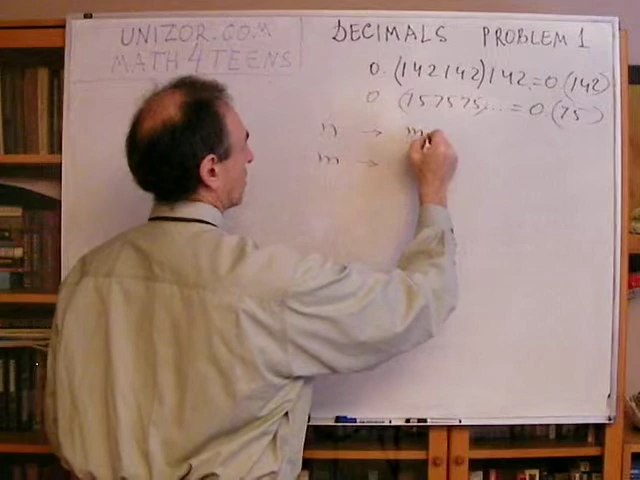 UNIZOR.COM
MATH 4 TEENS
DECIMALS PROBLEM 1
0.(142142)142.=0.(142)
0 (757575,... = 0.(75)
n → m
m →